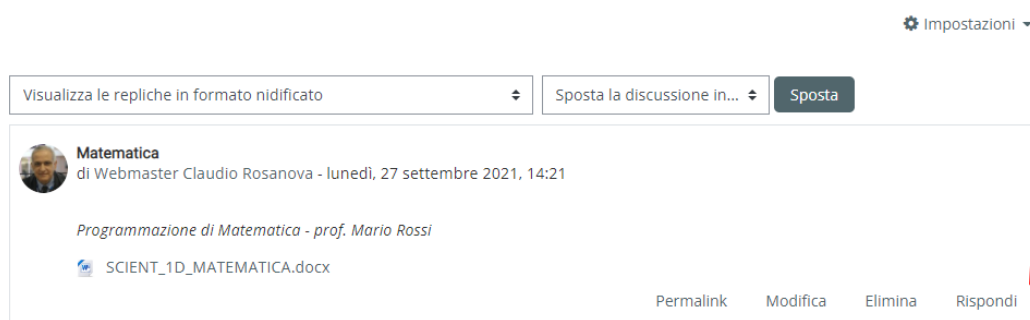 Impostazioni
Visualizza le repliche in formato nidificato
Sposta la discussione in...
Sposta
Matematica
di Webmaster Claudio Rosanova - lunedì, 27 settembre 2021, 14:21
Programmazione di Matematica - prof. Mario Rossi
SCIENT_1D_MATEMATICA.docx
Permalink Modifica Elimina Rispondi